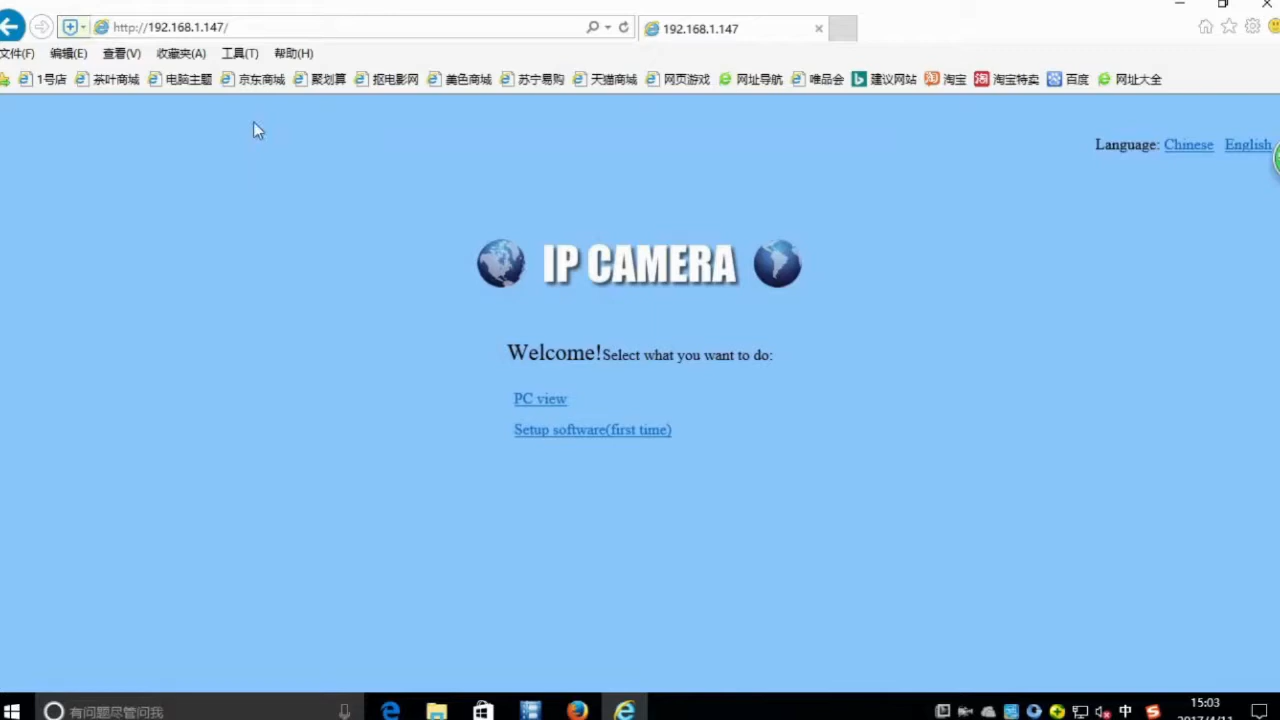 http://192.168.1.147/
192.168.1.147
文件(F) 编辑(E) 查看(V) 收藏夹(A) 工具(T) 帮助(H)
1号店 茶叶商城 电脑主题 京东商城 聚划算 抠电影网 美色商城 苏宁易购 天猫商城 网页游戏 网址导航 唯品会 建议网站 淘宝 淘宝特卖 百度 网址大全
Language: Chinese English
IP CAMERA
Welcome!Select what you want to do:
PC view
Setup software(first time)
有问题尽管问我
中
15:03
2017/4/11